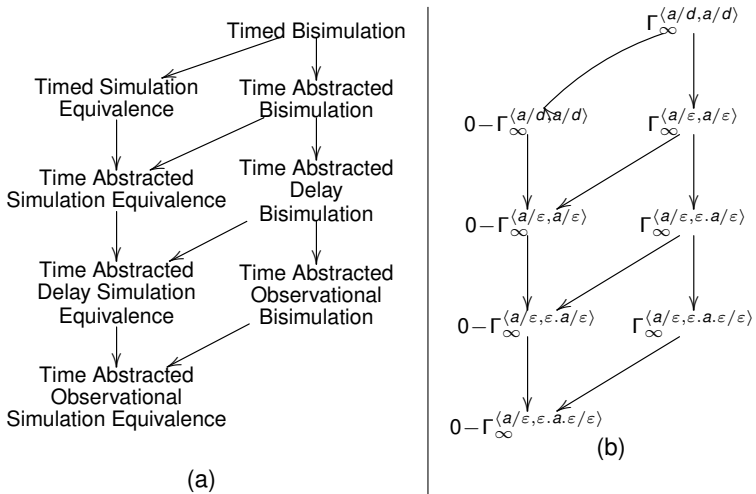 Timed Bisimulation
Timed Simulation
Equivalence
Time Abstracted
Bisimulation
Time Abstracted
Simulation Equivalence
Time Abstracted
Delay
Bisimulation
Time Abstracted
Delay Simulation
Equivalence
Time Abstracted
Observational
Bisimulation
Time Abstracted
Observational
Simulation Equivalence
(a)
Γ∞⟨a/d,a/d⟩
0−Γ∞⟨a/d,a/d⟩
Γ∞⟨a/ε,a/ε⟩
0−Γ∞⟨a/ε,a/ε⟩
Γ∞⟨a/ε,ε.a/ε⟩
0−Γ∞⟨a/ε,ε.a/ε⟩
Γ∞⟨a/ε,ε.a.ε/ε⟩
0−Γ∞⟨a/ε,ε.a.ε/ε⟩
(b)